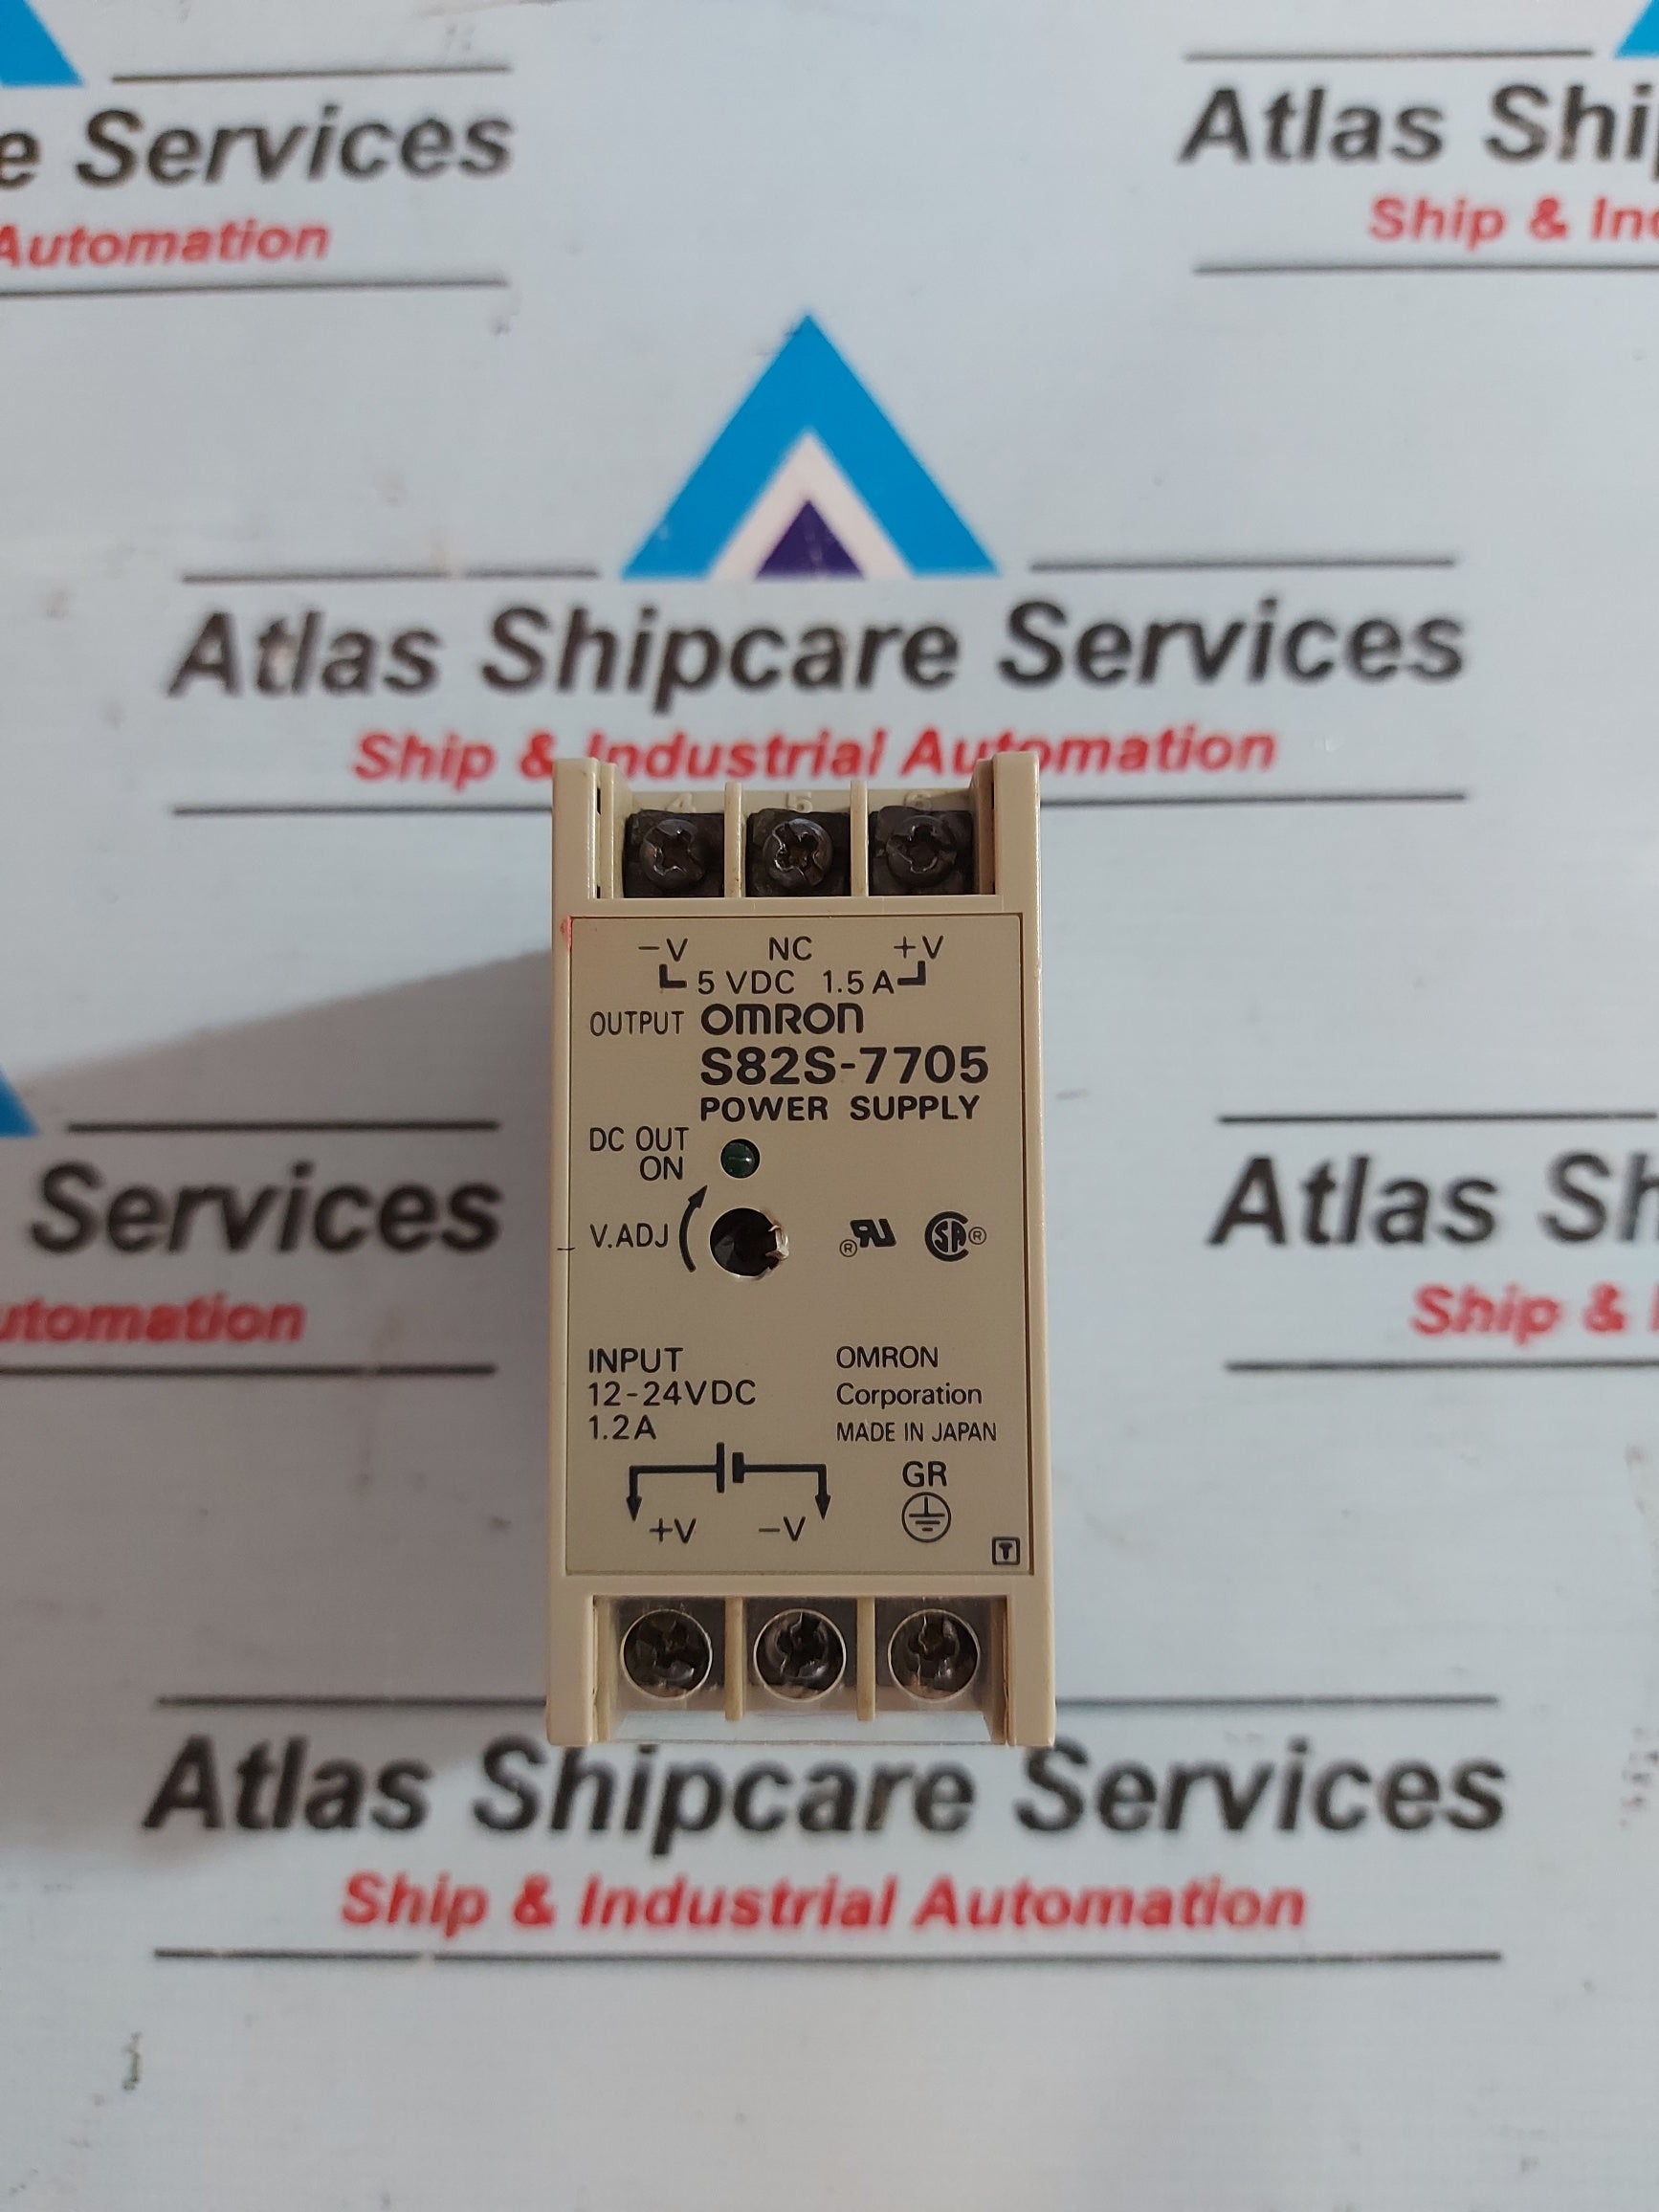 e Services
Automation
Atlas Shi
Ship & Ind
Atlas Shipcare Services
Ship & Industrial Automation
4 5 6
-V NC +V
5 VDC 1.5 A
OUTPUT OMRON
S82S-7705
POWER SUPPLY
DC OUT
ON
V.ADJ
INPUT
12-24VDC
1.2A
OMRON
Corporation
MADE IN JAPAN
GR
+V -V
T
Services
utomation
Atlas Sh
Ship &
Atlas Shipcare Services
Ship & Industrial Automation